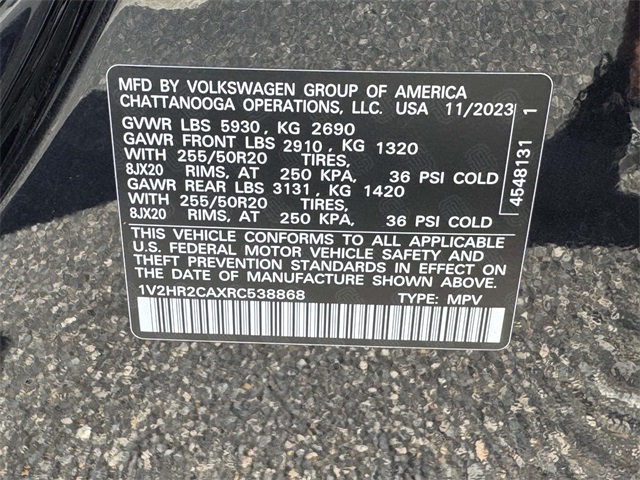 MFD BY VOLKSWAGEN GROUP OF AMERICA
CHATTANOOGA OPERATIONS, LLC. USA 11/2023
GVWR LBS 5930, KG 2690
GAWR FRONT LBS 2910, KG 1320
WITH 255/50R20 TIRES,
8JX20 RIMS, AT 250 KPA, 36 PSI COLD
GAWR REAR LBS 3131, KG 1420
WITH 255/50R20 TIRES,
8JX20 RIMS, AT 250 KPA, 36 PSI COLD
THIS VEHICLE CONFORMS TO ALL APPLICABLE
U.S. FEDERAL MOTOR VEHICLE SAFETY AND
THEFT PREVENTION STANDARDS IN EFFECT ON
THE DATE OF MANUFACTURE SHOWN ABOVE.
1V2HR2CAXRC538868 TYPE: MPV
4548131 1